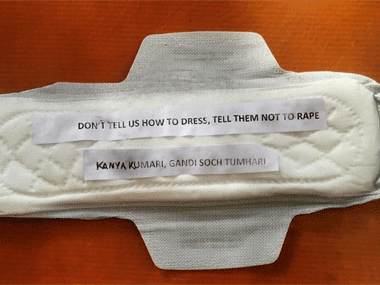 DON'T TELL US HOW TO DRESS, TELL THEM NOT TO RAPE
KANYA KUMARI, GANDI SOCH TUMHARI